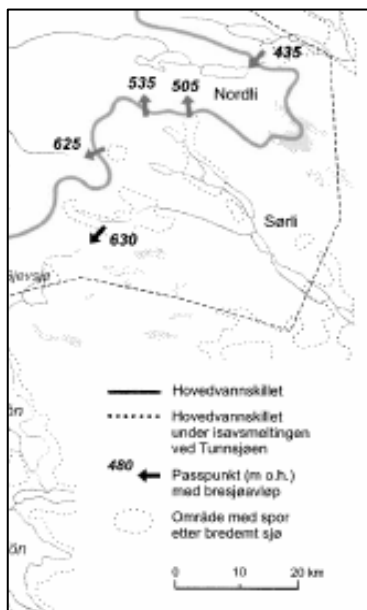 435
535 505
Nordli
625
Sørli
630
Hovedvannskillet
Hovedvannskillet
under isavsmeltingen
ved Tunnsjøen
480
Passpunkt (m o.h.)
med bresjøavløp
Område med spor
etter bredemt sjø
0 10 20 km